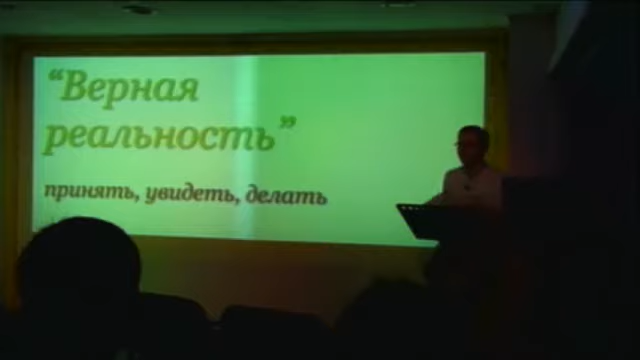 “Верная
реальность”
принять, увидеть, делать